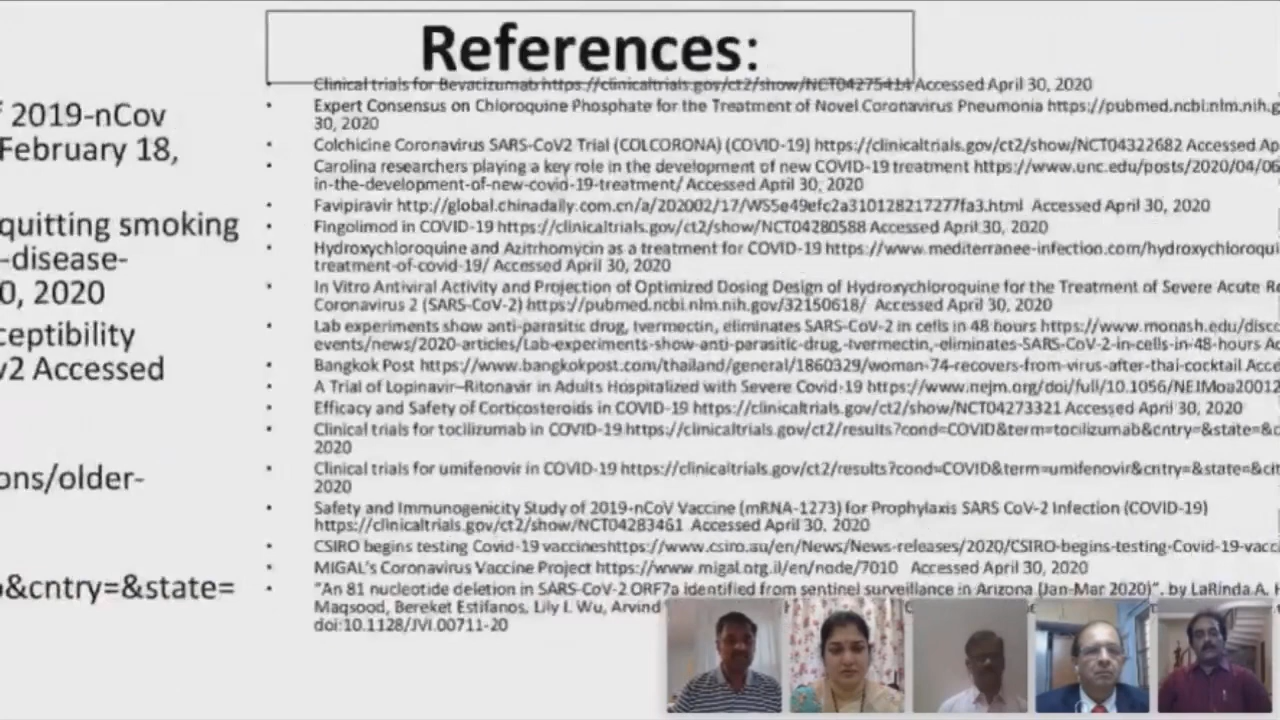 References:
f 2019-nCov
February 18,
quitting smoking
-disease-
0, 2020
ceptibility
v2 Accessed
ons/older-
&cntry=&state=
Clinical trials for Bevacizumab https://clinicaltrials.gov/ct2/show/NCT04275414 Accessed April 30, 2020
Expert Consensus on Chloroquine Phosphate for the Treatment of Novel Coronavirus Pneumonia https://pubmed.ncbi.nlm.nih.g
30, 2020
Colchicine Coronavirus SARS-CoV2 Trial (COLCORONA) (COVID-19) https://clinicaltrials.gov/ct2/show/NCT04322682 Accessed Ap
Carolina researchers playing a key role in the development of new COVID-19 treatment https://www.unc.edu/posts/2020/04/06
in-the-development-of-new-covid-19-treatment/ Accessed April 30, 2020
Favipiravir http://global.chinadaily.com.cn/a/202002/17/WS5e49efc2a310128217277fa3.html Accessed April 30, 2020
Fingolimod in COVID-19 https://clinicaltrials.gov/ct2/show/NCT04280588 Accessed April 30, 2020
Hydroxychloroquine and Azitrhomycin as a treatment for COVID-19 https://www.mediterranee-infection.com/hydroxychloroqui
treatment-of-covid-19/ Accessed April 30, 2020
In Vitro Antiviral Activity and Projection of Optimized Dosing Design of Hydroxychloroquine for the Treatment of Severe Acute Re
Coronavirus 2 (SARS-CoV-2) https://pubmed.ncbi.nlm.nih.gov/32150618/ Accessed April 30, 2020
Lab experiments show anti-parasitic drug, Ivermectin, eliminates SARS-CoV-2 in cells in 48 hours https://www.monash.edu/disco
events/news/2020-articles/Lab-experiments-show-anti-parasitic-drug,-Ivermectin,-eliminates-SARS-CoV-2-in-cells-in-48-hours Ac
Bangkok Post https://www.bangkokpost.com/thailand/general/1860329/woman-74-recovers-from-virus-after-thai-cocktail Acce
A Trial of Lopinavir–Ritonavir in Adults Hospitalized with Severe Covid-19 https://www.nejm.org/doi/full/10.1056/NEJMoa20012
Efficacy and Safety of Corticosteroids in COVID-19 https://clinicaltrials.gov/ct2/show/NCT04273321 Accessed April 30, 2020
Clinical trials for tocilizumab in COVID-19 https://clinicaltrials.gov/ct2/results?cond=COVID&term=tocilizumab&cntry=&state=&c
2020
Clinical trials for umifenovir in COVID-19 https://clinicaltrials.gov/ct2/results?cond=COVID&term=umifenovir&cntry=&state=&cit
2020
Safety and Immunogenicity Study of 2019-nCoV Vaccine (mRNA-1273) for Prophylaxis SARS CoV-2 Infection (COVID-19)
https://clinicaltrials.gov/ct2/show/NCT04283461 Accessed April 30, 2020
CSIRO begins testing Covid-19 vaccineshttps://www.csiro.au/en/News/News-releases/2020/CSIRO-begins-testing-Covid-19-vacci
MIGAL's Coronavirus Vaccine Project https://www.migal.org.il/en/node/7010 Accessed April 30, 2020
"An 81 nucleotide deletion in SARS-CoV-2 ORF7a identified from sentinel surveillance in Arizona (Jan-Mar 2020)". by LaRinda A. H
Maqsood, Bereket Estifanos, Lily I. Wu, Arvind
doi:10.1128/JVI.00711-20